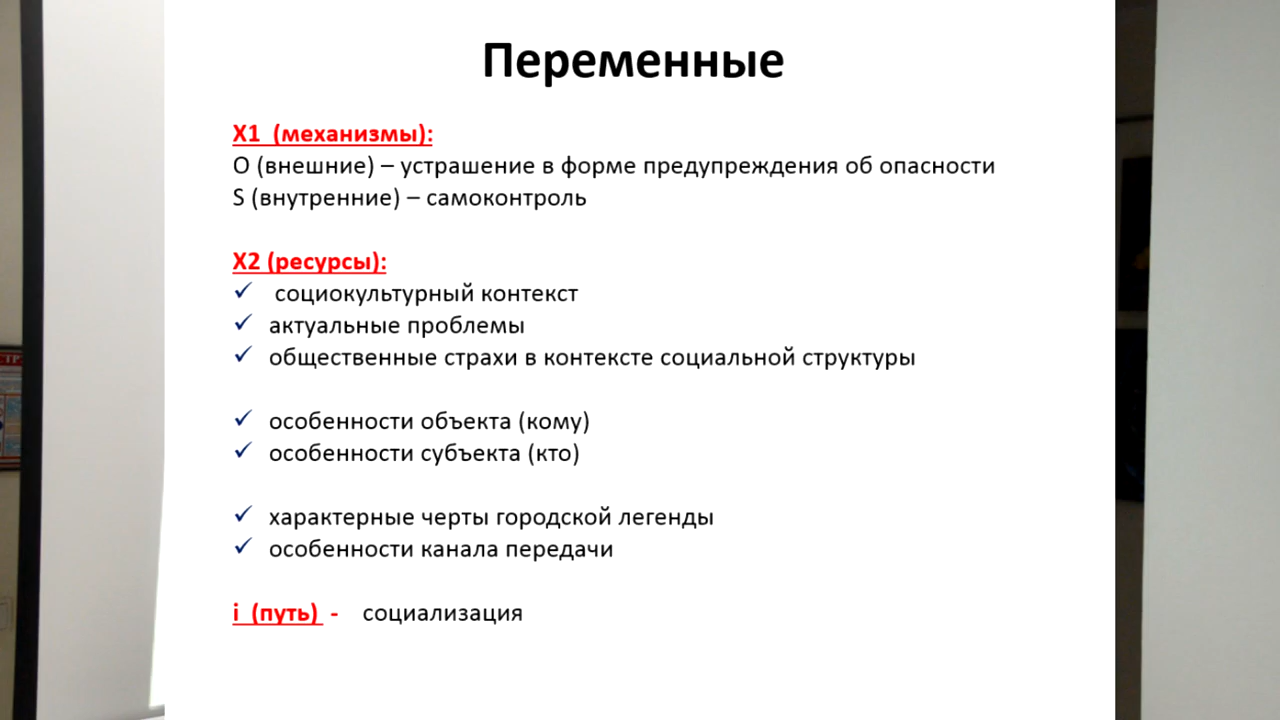 Переменные
X1 (механизмы):
О (внешние) – устрашение в форме предупреждения об опасности
S (внутренние) – самоконтроль
X2 (ресурсы):
✓ социокультурный контекст
✓ актуальные проблемы
✓ общественные страхи в контексте социальной структуры
✓ особенности объекта (кому)
✓ особенности субъекта (кто)
✓ характерные черты городской легенды
✓ особенности канала передачи
i (путь) - социализация